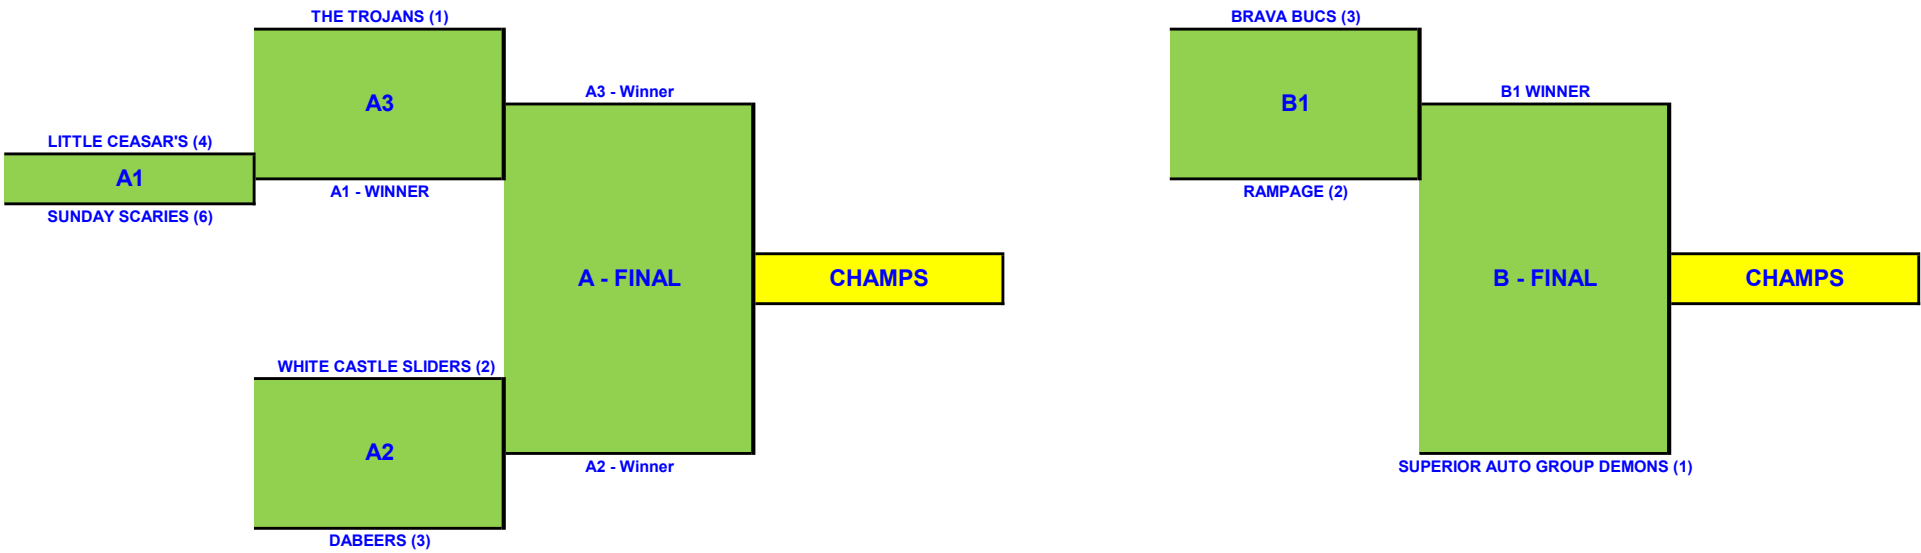 THE TROJANS (1)
A3
LITTLE CEASAR'S (4)
A1
SUNDAY SCARIES (6)
A1 - WINNER
A3 - Winner
A - FINAL
CHAMPS
WHITE CASTLE SLIDERS (2)
A2
DABEERS (3)
A2 - Winner
BRAVA BUCS (3)
B1
RAMPAGE (2)
B1 WINNER
B - FINAL
CHAMPS
SUPERIOR AUTO GROUP DEMONS (1)